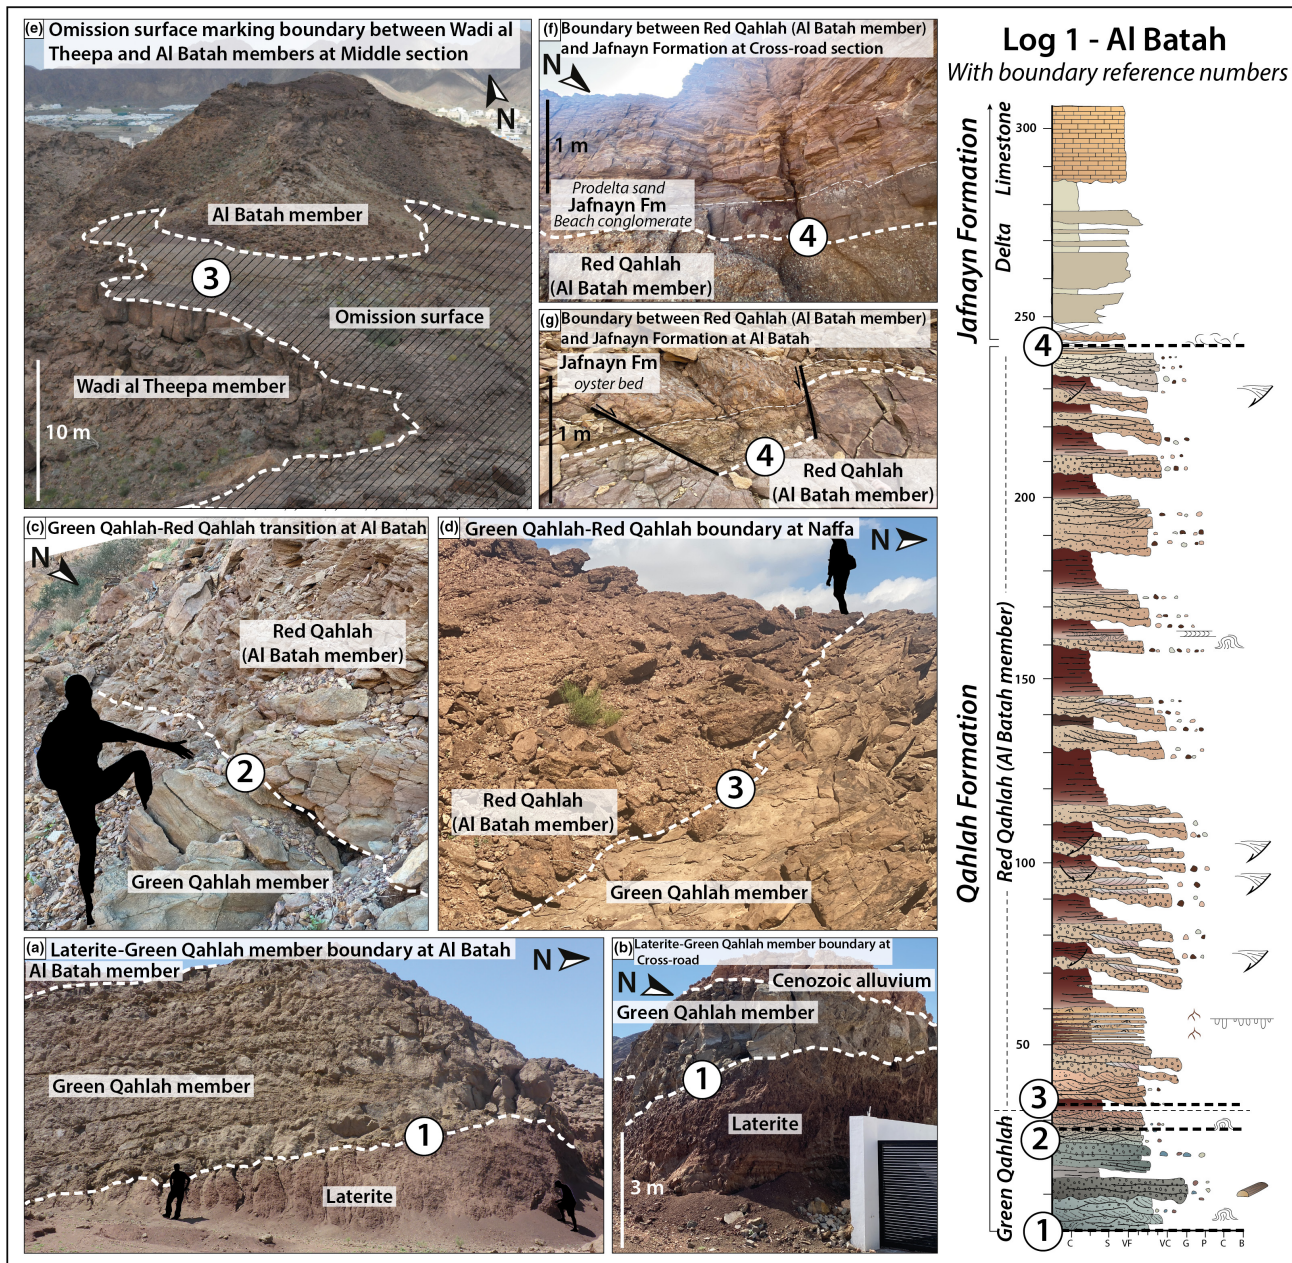 (e) Omission surface marking boundary between Wadi al
Theepa and Al Batah members at Middle section
N
Al Batah member
3
Omission surface
Wadi al Theepa member
10 m
(f) Boundary between Red Qahlah (Al Batah member)
and Jafnayn Formation at Cross-road section
N
1 m
Prodelta sand
Jafnayn Fm
Beach conglomerate
4
Red Qahlah
(Al Batah member)
(g) Boundary between Red Qahlah (Al Batah member)
and Jafnayn Formation at Al Batah
Jafnayn Fm
oyster bed
1 m
4
Red Qahlah
(Al Batah member)
(c) Green Qahlah-Red Qahlah transition at Al Batah
N
Red Qahlah
(Al Batah member)
2
Green Qahlah member
(d) Green Qahlah-Red Qahlah boundary at Naffa
N
3
Red Qahlah
(Al Batah member)
Green Qahlah member
(a) Laterite-Green Qahlah member boundary at Al Batah
Al Batah member
N
Green Qahlah member
1
Laterite
(b) Laterite-Green Qahlah member boundary at
Cross-road
N
Cenozoic alluvium
Green Qahlah member
1
Laterite
3 m
Log 1 - Al Batah
With boundary reference numbers
Jafnayn Formation
Limestone
Delta
Qahlah Formation
Red Qahlah (Al Batah member)
Green Qahlah
300
250
4
200
150
100
50
3
2
1
C S VF VC G P C B